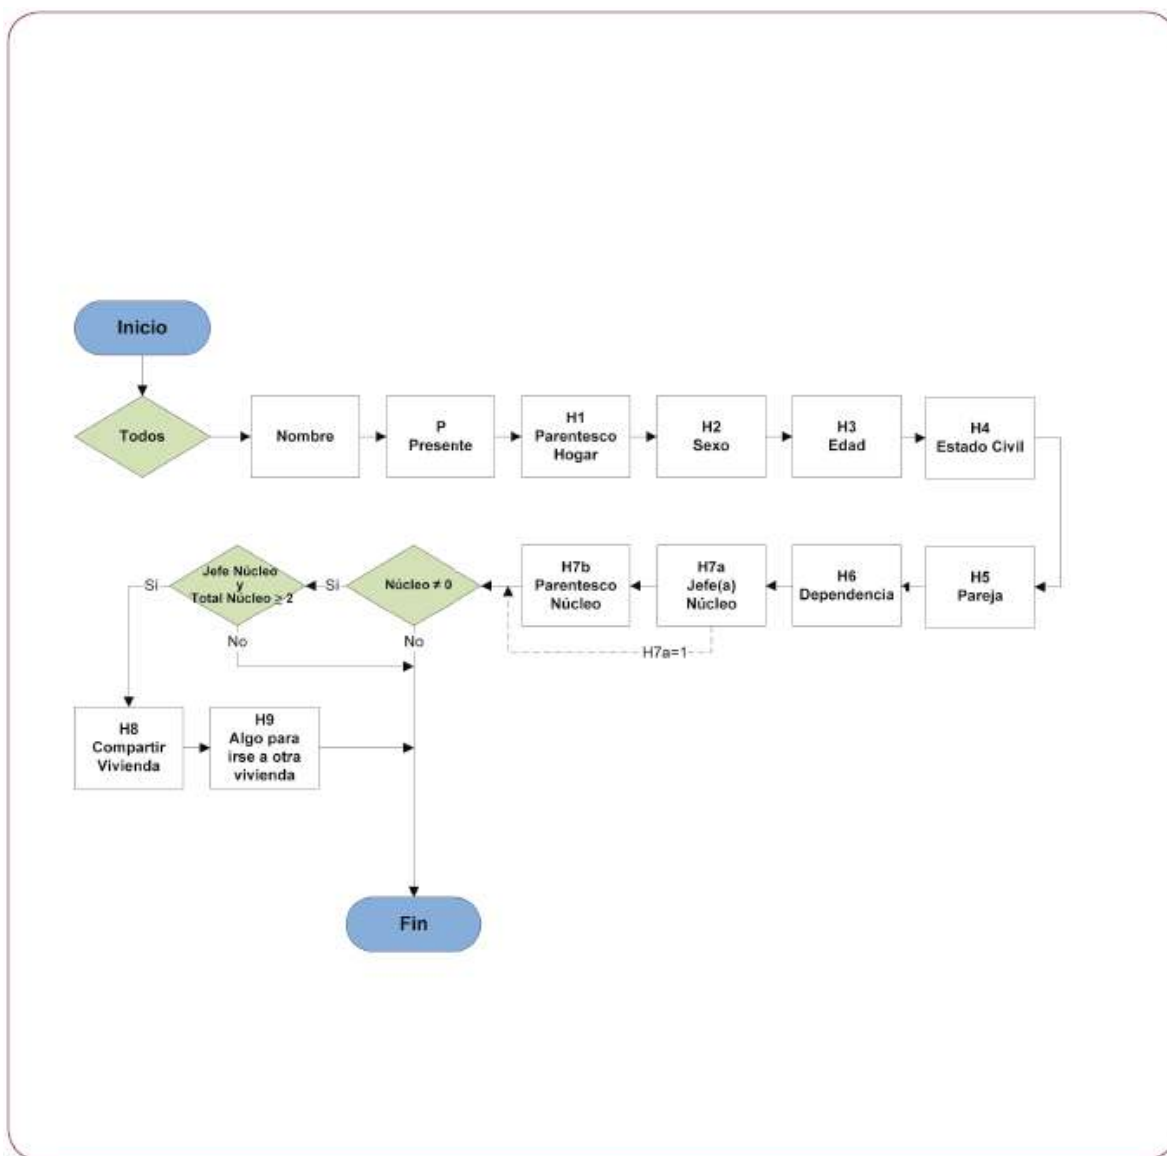 Inicio
Todos
Nombre
P
Presente
H1
Parentesco
Hogar
H2
Sexo
H3
Edad
H4
Estado Civil
H5
Pareja
H6
Dependencia
H7a
Jefe(a)
Núcleo
H7a=1
H7b
Parentesco
Núcleo
Núcleo ≠ 0
Sí
No
Jefe Núcleo
y
Total Núcleo ≥ 2
Sí
No
H8
Compartir
Vivienda
H9
Algo para
irse a otra
vivienda
Fin